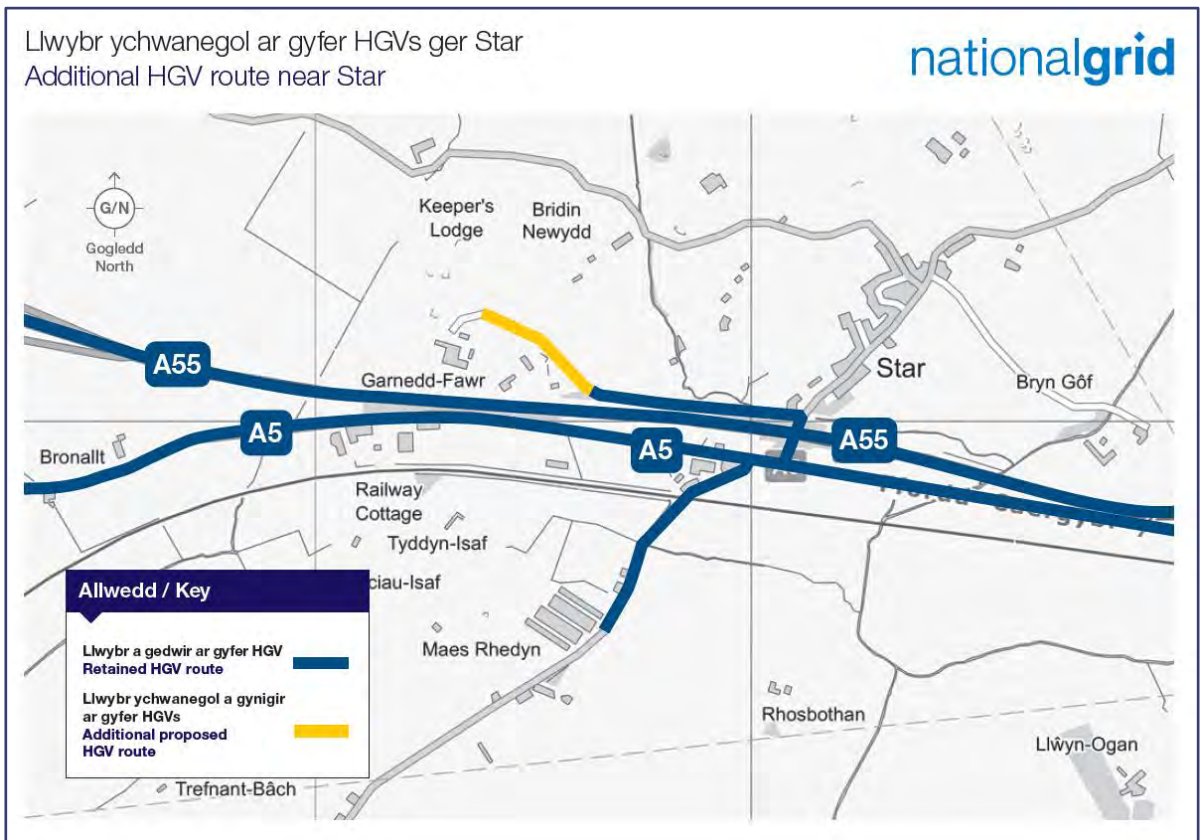 Llwybr ychwanegol ar gyfer HGVs ger Star
Additional HGV route near Star
nationalgrid
G/N
Gogledd
North
Keeper's
Lodge
Bridin
Newydd
A55
Garnedd-Fawr
Star
Bryn Gôf
A5
A5
A55
Bronallt
Railway
Cottage
Tyddyn-Isaf
ciau-Isaf
Maes Rhedyn
Rhosbothan
Llŵyn-Ogan
Trefnant-Bâch
Allwedd / Key
Llwybr a gedwir ar gyfer HGV
Retained HGV route
Llwybr ychwanegol a gynigir
ar gyfer HGVs
Additional proposed
HGV route